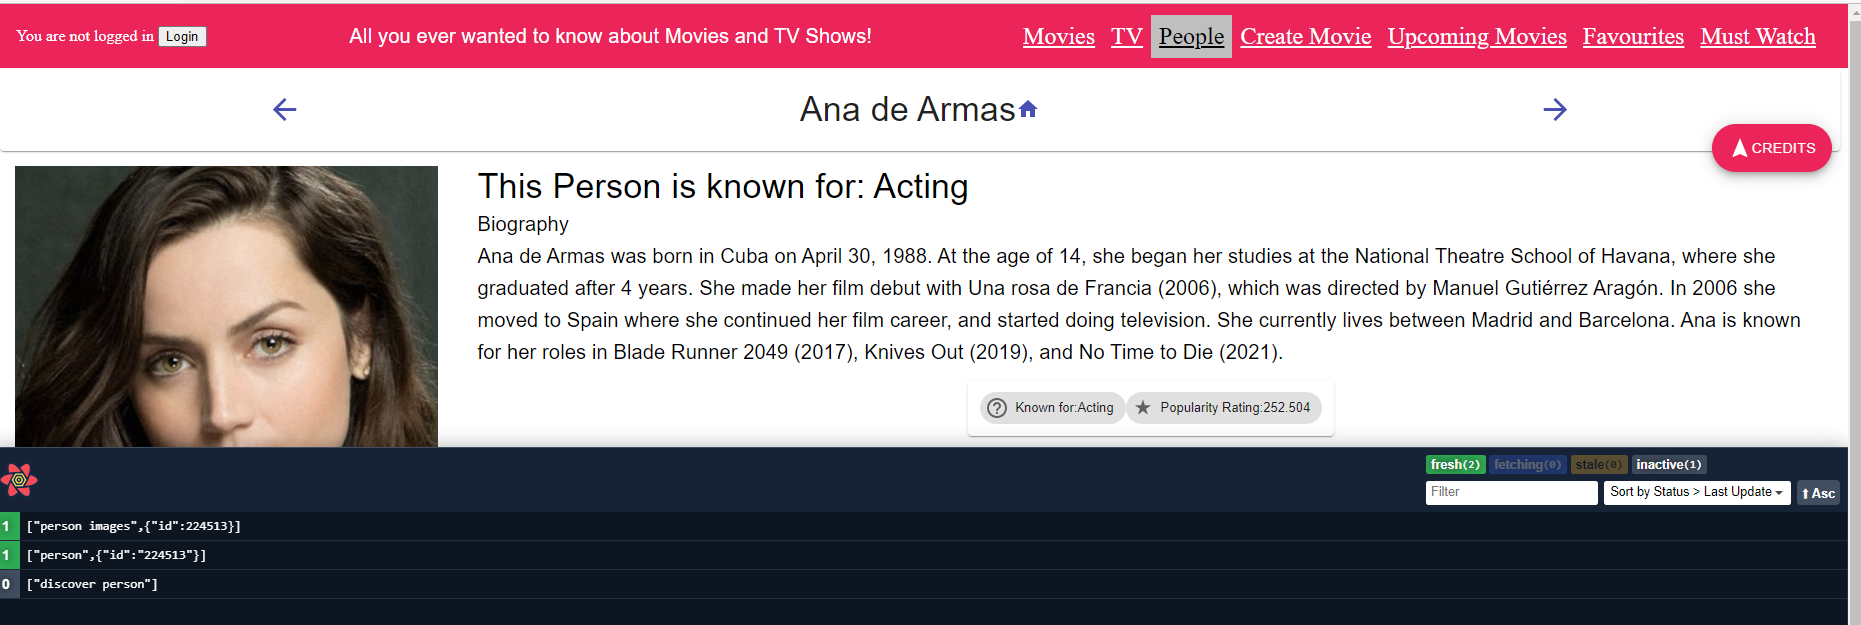 You are not logged in Login
All you ever wanted to know about Movies and TV Shows!
Movies TV People Create Movie Upcoming Movies Favourites Must Watch
Ana de Armas
CREDITS
This Person is known for: Acting
Biography
Ana de Armas was born in Cuba on April 30, 1988. At the age of 14, she began her studies at the National Theatre School of Havana, where she
graduated after 4 years. She made her film debut with Una rosa de Francia (2006), which was directed by Manuel Gutiérrez Aragón. In 2006 she
moved to Spain where she continued her film career, and started doing television. She currently lives between Madrid and Barcelona. Ana is known
for her roles in Blade Runner 2049 (2017), Knives Out (2019), and No Time to Die (2021).
Known for:Acting Popularity Rating:252.504
fresh(2) fetching(0) stale(0) inactive(1)
Filter Sort by Status > Last Update Asc
1 ["person images",{"id":224513}]
1 ["person",{"id":"224513"}]
0 ["discover person"]